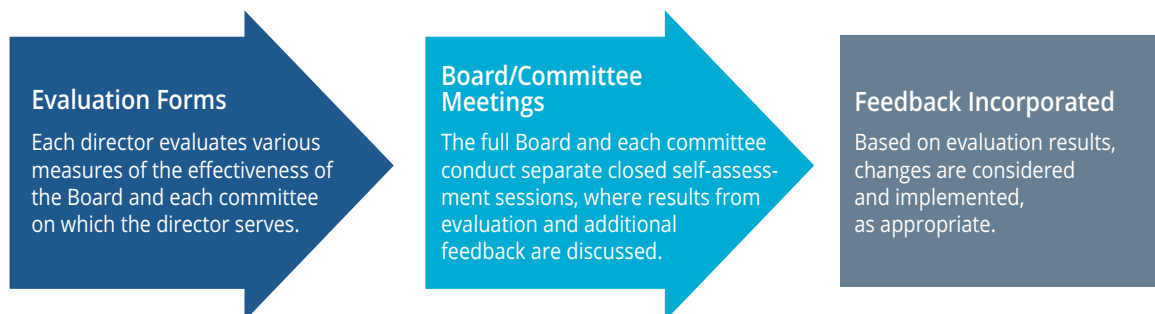 Evaluation Forms
Each director evaluates various
measures of the effectiveness of
the Board and each committee
on which the director serves.
Board/Committee
Meetings
The full Board and each committee
conduct separate closed self-assess-
ment sessions, where results from
evaluation and additional
feedback are discussed.
Feedback Incorporated
Based on evaluation results,
changes are considered
and implemented,
as appropriate.